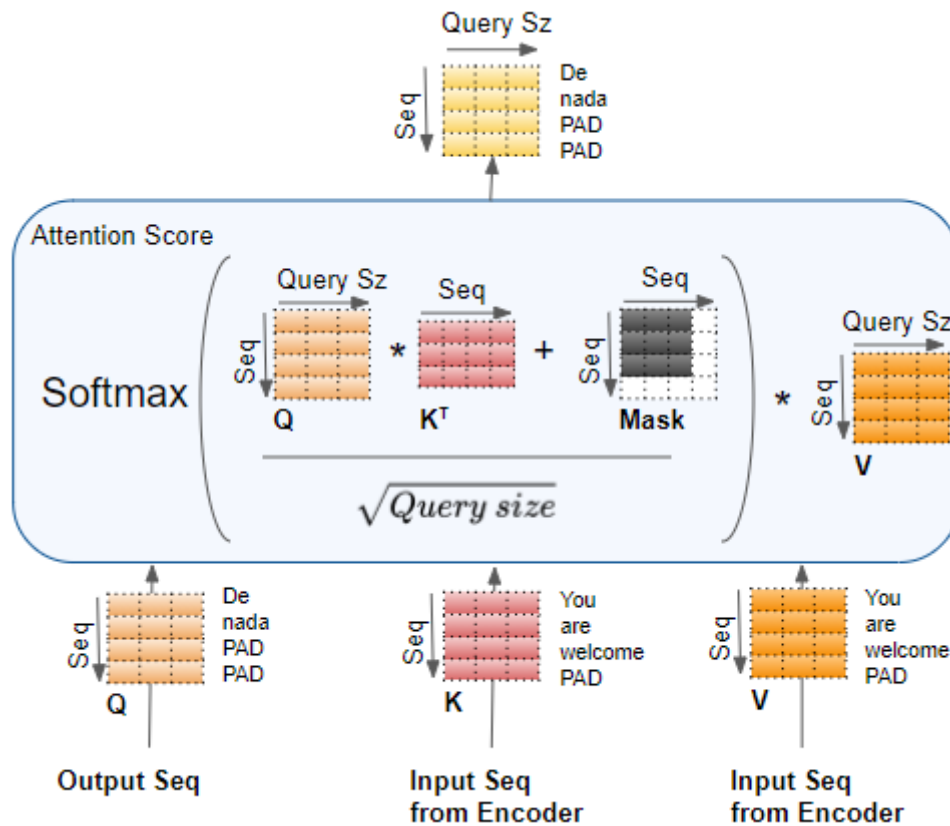 Query Sz
Seq
De
nada
PAD
PAD
Attention Score
Softmax
Query Sz
Seq
Q
*
Seq
Kᵀ
+
Seq
Seq
Mask
√Query size
*
Query Sz
Seq
V
Seq
De
nada
PAD
PAD
Q
Output Seq
Seq
You
are
welcome
PAD
K
Input Seq
from Encoder
Seq
You
are
welcome
PAD
V
Input Seq
from Encoder